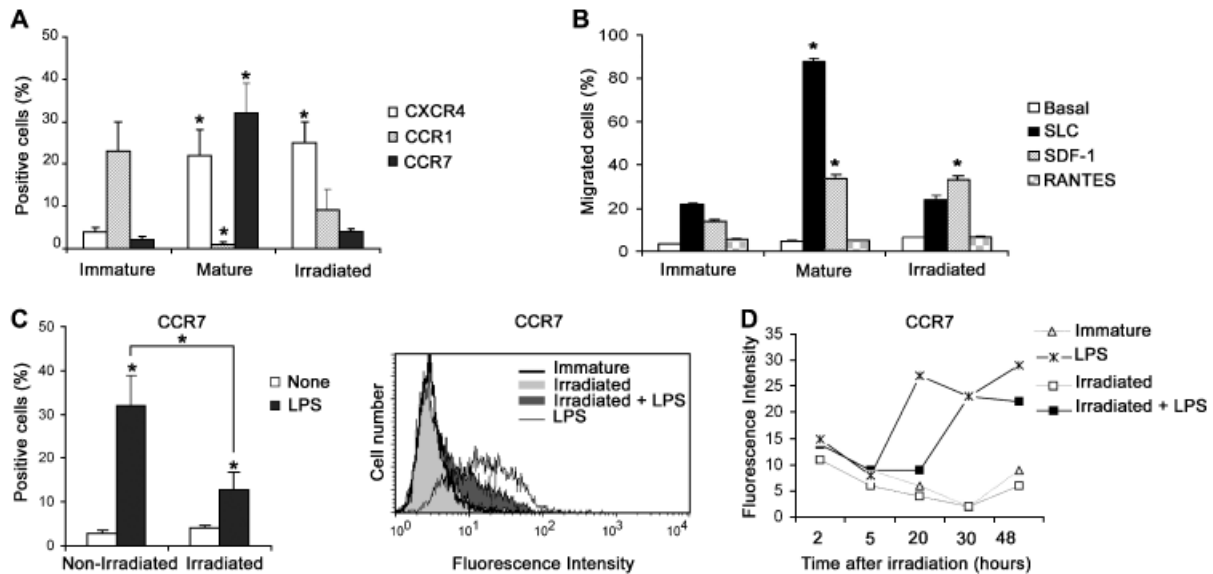 A
Positive cells (%)
50
40
30
20
10
0
*
*
*
*
Immature
Mature
Irradiated
CXCR4
CCR1
CCR7
B
Migrated cells (%)
100
80
60
40
20
0
*
*
*
Immature
Mature
Irradiated
Basal
SLC
SDF-1
RANTES
C
CCR7
Positive cells (%)
50
40
30
20
10
0
*
*
*
Non-Irradiated
Irradiated
None
LPS
CCR7
Cell number
Immature
Irradiated
Irradiated + LPS
LPS
10^0
10^1
10^2
10^3
10^4
Fluorescence Intensity
D
CCR7
Fluorescence Intensity
35
30
25
20
15
10
5
0
2
5
20
30
48
Time after irradiation (hours)
Immature
LPS
Irradiated
Irradiated + LPS